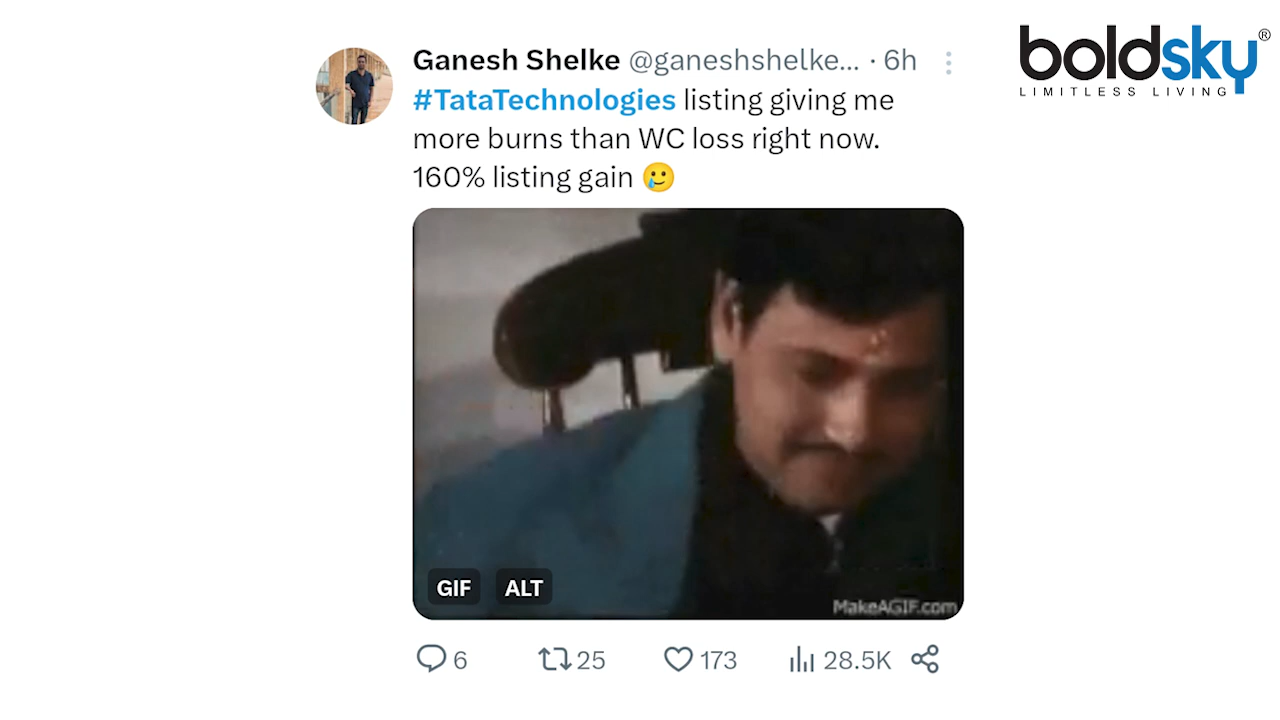 boldsky®
LIMITLESS LIVING
Ganesh Shelke @ganeshshelke... · 6h
#TataTechnologies listing giving me
more burns than WC loss right now.
160% listing gain 🥲
GIF ALT
MakeAGIF.com
6 25 173 28.5K